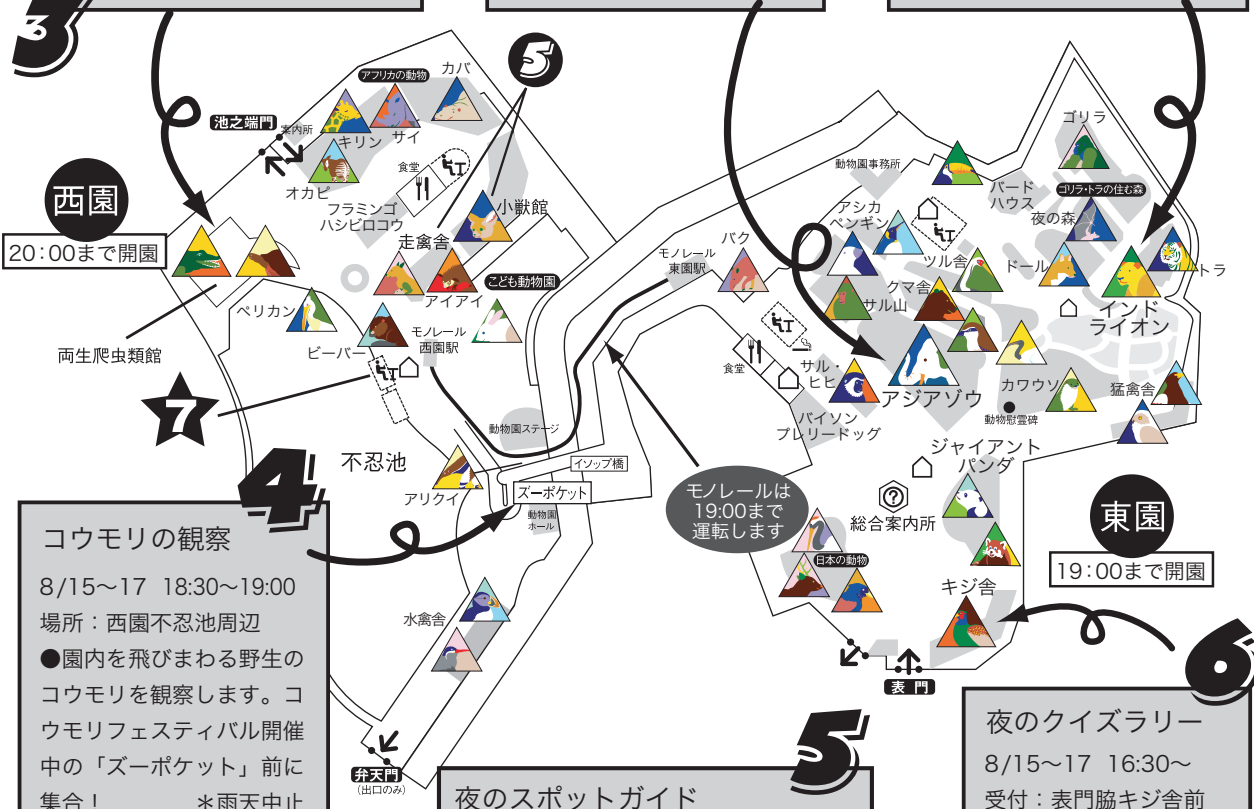 3
5
アフリカの動物
カバ
池之端門
案内所
キリン
サイ
オカピ
食堂
フラミンゴ
ハシビロコウ
小獣館
走禽舎
アイアイ
こども動物園
西園
20:00まで開園
ペリカン
両生爬虫類館
ビーバー
モノレール
西園駅
7
動物園ステージ
イソップ橋
不忍池
アリクイ
ズーポケット
動物園
ホール
水禽舎
弁天門
(出口のみ)
モノレール
東園駅
バク
動物園事務所
アシカ
ペンギン
バード
ハウス
ゴリラ
ゴリラ・トラの住む森
夜の森
ツル舎
ドール
トラ
クマ舎
サル山
インド
ライオン
食堂
サル・
ヒヒ
アジアゾウ
カワウソ
猛禽舎
動物慰霊碑
バイソン
プレリードッグ
ジャイアント
パンダ
総合案内所
モノレールは
19:00まで
運転します
日本の動物
東園
19:00まで開園
キジ舎
表門
4
コウモリの観察
8/15〜17 18:30〜19:00
場所:西園不忍池周辺
●園内を飛びまわる野生の
コウモリを観察します。コ
ウモリフェスティバル開催
中の「ズーポケット」前に
集合! *雨天中止
5
夜のスポットガイド
6
夜のクイズラリー
8/15〜17 16:30〜
受付:表門脇キジ舎前